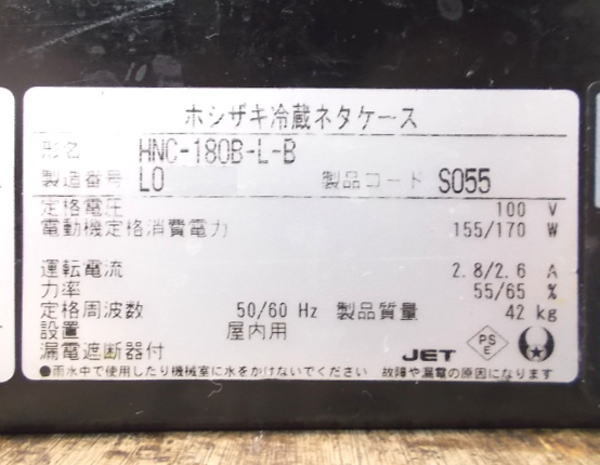 ホシザキ冷蔵ネタケース
形名 HNC-180B-L-B
製造番号 L0 製品コード S055
定格電圧 100 V
電動機定格消費電力 155/170 W
運転電流 2.8/2.6 A
力率 55/65 %
定格周波数 50/60 Hz 製品質量 42 kg
設置 屋内用
漏電遮断器付 JET PS E
●雨水中で使用したり機械室に水をかけないでください 故障や漏電の原因になります